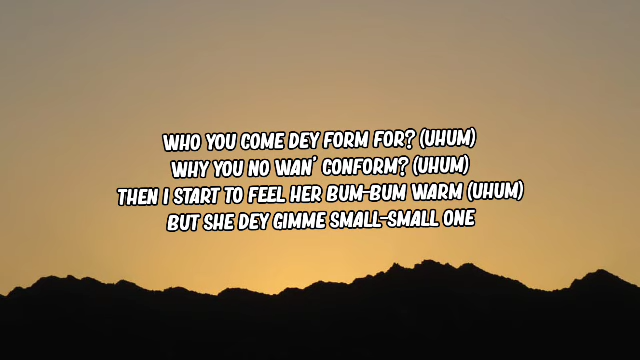 WHO YOU COME DEY FORM FOR? (UHUM)
WHY YOU NO WAN' CONFORM? (UHUM)
THEN I START TO FEEL HER BUM-BUM WARM (UHUM)
BUT SHE DEY GIMME SMALL-SMALL ONE